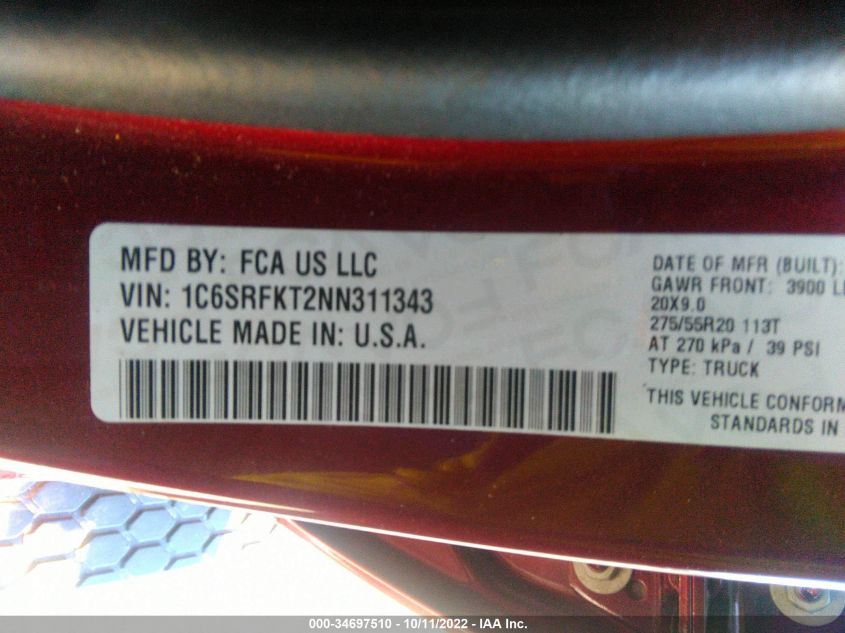 MFD BY: FCA US LLC
VIN: 1C6SRFKT2NN311343
VEHICLE MADE IN: U.S.A.
DATE OF MFR (BUILT):
GAWR FRONT: 3900
20X9.0
275/55R20 113T
AT 270 kPa / 39 PSI
TYPE: TRUCK
THIS VEHICLE CONFORM
STANDARDS IN
000-34697510 - 10/11/2022 - IAA Inc.